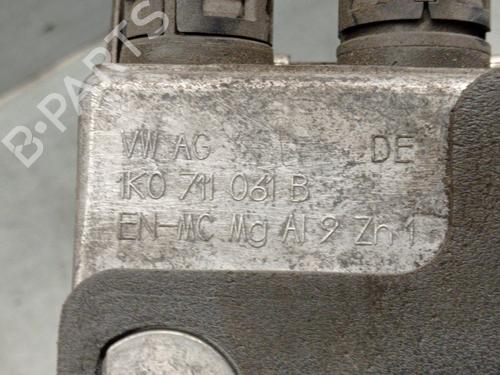 VW AG DE
1K0 711 061 B
EN-MC Mg Al 9 Zn 1
B-PARTS